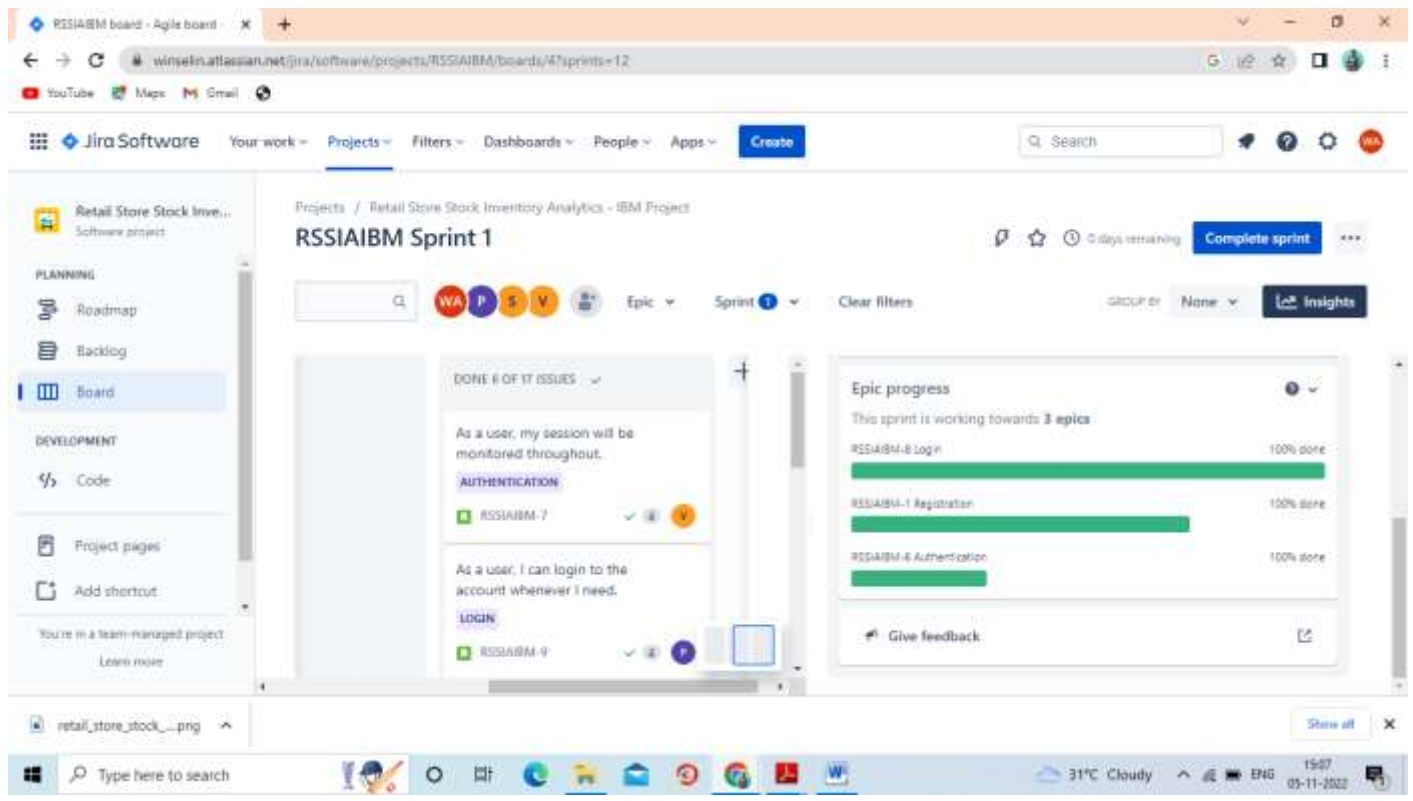 RSSIAIBM board - Agile board -
winselin.atlassian.net/jira/software/projects/RSSIAIBM/boards/4?sprints=12
YouTube Maps Gmail
Jira Software Your work Projects Filters Dashboards People Apps Create Search WA
Retail Store Stock Inve...
Software project
Projects / Retail Store Stock Inventory Analytics - IBM Project
RSSIAIBM Sprint 1
0 days remaining Complete sprint
PLANNING
Roadmap
Backlog
Board
DEVELOPMENT
Code
Project pages
Add shortcut
You're in a team-managed project
Learn more
WA P S V Epic Sprint 1 Clear filters GROUP BY None Insights
DONE 6 OF 17 ISSUES
As a user, my session will be
monitored throughout.
AUTHENTICATION
RSSIAIBM-7 V
As a user, I can login to the
account whenever I need.
LOGIN
RSSIAIBM-9 P
Epic progress
This sprint is working towards 3 epics
RSSIAIBM-8 Login 100% done
RSSIAIBM-1 Registration 100% done
RSSIAIBM-6 Authentication 100% done
Give feedback
retail_store_stock_....png Show all
Type here to search 31°C Cloudy ENG 15:07
05-11-2022